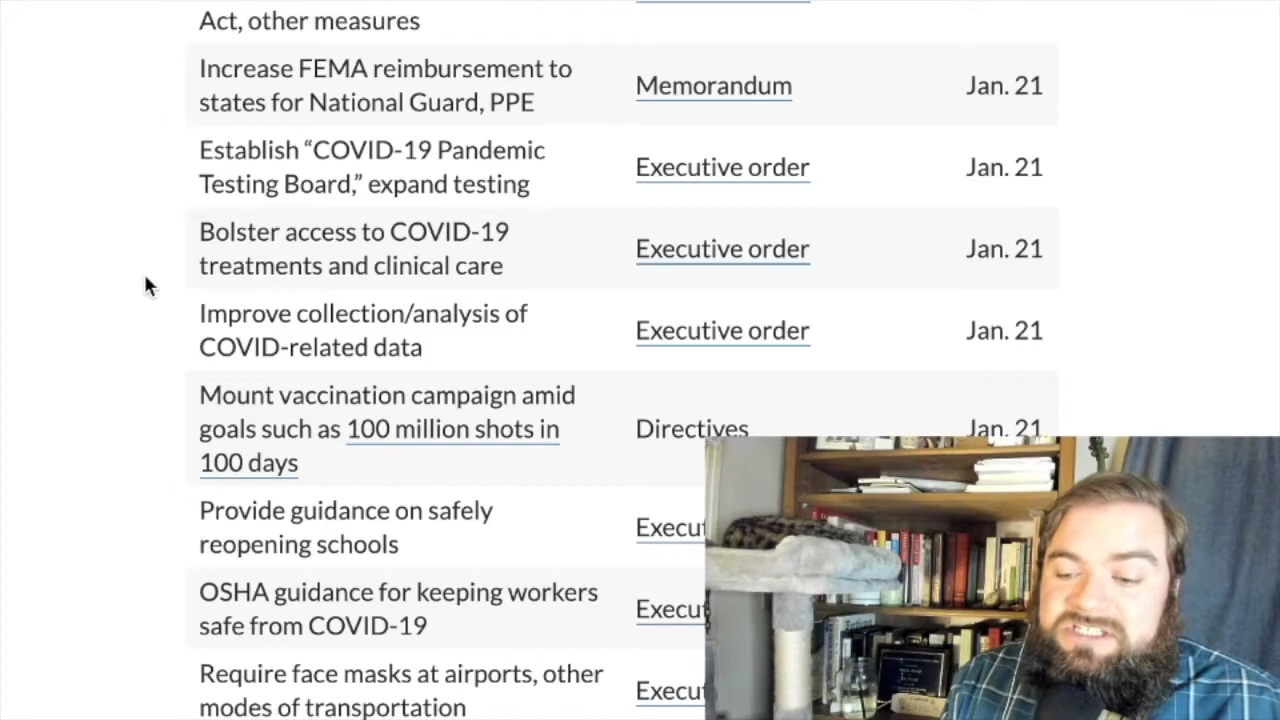 Act, other measures
Increase FEMA reimbursement to
states for National Guard, PPE
Memorandum
Jan. 21
Establish “COVID-19 Pandemic
Testing Board,” expand testing
Executive order
Jan. 21
Bolster access to COVID-19
treatments and clinical care
Executive order
Jan. 21
Improve collection/analysis of
COVID-related data
Executive order
Jan. 21
Mount vaccination campaign amid
goals such as 100 million shots in
100 days
Directives
Jan. 21
Provide guidance on safely
reopening schools
Execut
OSHA guidance for keeping workers
safe from COVID-19
Execut
Require face masks at airports, other
modes of transportation
Execut